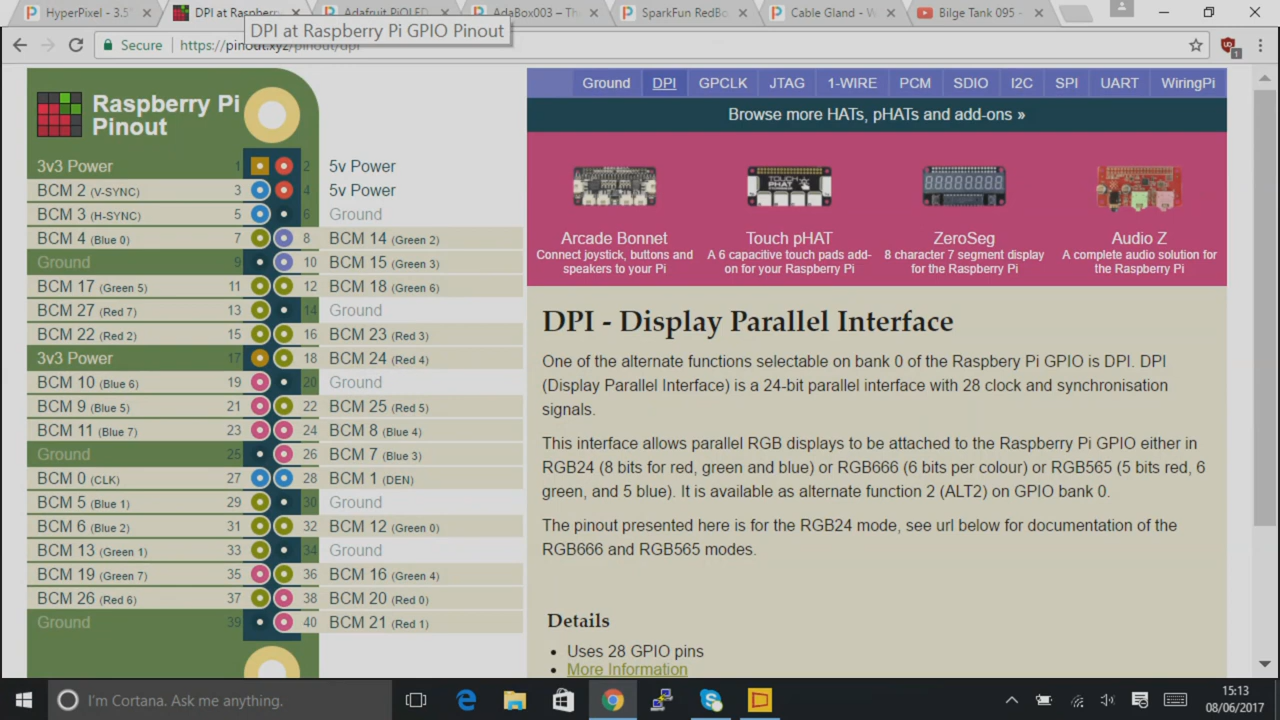 HyperPixel - 3.5"
DPI at Raspberry
Adafruit PiOLED
AdaBox003 – Th
SparkFun RedBo
Cable Gland - W
Bilge Tank 095 -
DPI at Raspberry Pi GPIO Pinout
Secure
https://pinout.xyz/pinout/dpi
1
Raspberry Pi
Pinout
3v3 Power 1 2 5v Power
BCM 2 (V-SYNC) 3 4 5v Power
BCM 3 (H-SYNC) 5 6 Ground
BCM 4 (Blue 0) 7 8 BCM 14 (Green 2)
Ground 9 10 BCM 15 (Green 3)
BCM 17 (Green 5) 11 12 BCM 18 (Green 6)
BCM 27 (Red 7) 13 14 Ground
BCM 22 (Red 2) 15 16 BCM 23 (Red 3)
3v3 Power 17 18 BCM 24 (Red 4)
BCM 10 (Blue 6) 19 20 Ground
BCM 9 (Blue 5) 21 22 BCM 25 (Red 5)
BCM 11 (Blue 7) 23 24 BCM 8 (Blue 4)
Ground 25 26 BCM 7 (Blue 3)
BCM 0 (CLK) 27 28 BCM 1 (DEN)
BCM 5 (Blue 1) 29 30 Ground
BCM 6 (Blue 2) 31 32 BCM 12 (Green 0)
BCM 13 (Green 1) 33 34 Ground
BCM 19 (Green 7) 35 36 BCM 16 (Green 4)
BCM 26 (Red 6) 37 38 BCM 20 (Red 0)
Ground 39 40 BCM 21 (Red 1)
Ground DPI GPCLK JTAG 1-WIRE PCM SDIO I2C SPI UART WiringPi
Browse more HATs, pHATs and add-ons »
TOUCH
PHAT
Arcade Bonnet
Connect joystick, buttons and
speakers to your Pi
Touch pHAT
A 6 capacitive touch pads add-
on for your Raspberry Pi
ZeroSeg
8 character 7 segment display
for the Raspberry Pi
Audio Z
A complete audio solution for
the Raspberry Pi
DPI - Display Parallel Interface
One of the alternate functions selectable on bank 0 of the Raspbery Pi GPIO is DPI. DPI
(Display Parallel Interface) is a 24-bit parallel interface with 28 clock and synchronisation
signals.
This interface allows parallel RGB displays to be attached to the Raspberry Pi GPIO either in
RGB24 (8 bits for red, green and blue) or RGB666 (6 bits per colour) or RGB565 (5 bits red, 6
green, and 5 blue). It is available as alternate function 2 (ALT2) on GPIO bank 0.
The pinout presented here is for the RGB24 mode, see url below for documentation of the
RGB666 and RGB565 modes.
Details
• Uses 28 GPIO pins
• More Information
I'm Cortana. Ask me anything.
15:13
08/06/2017